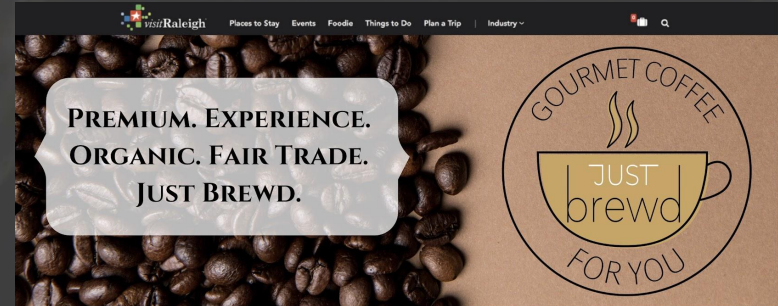 visitRaleigh
Places to Stay Events Foodie Things to Do Plan a Trip | Industry
PREMIUM. EXPERIENCE.
ORGANIC. FAIR TRADE.
JUST BREWD.
GOURMET COFFEE
JUST
brewd
FOR YOU